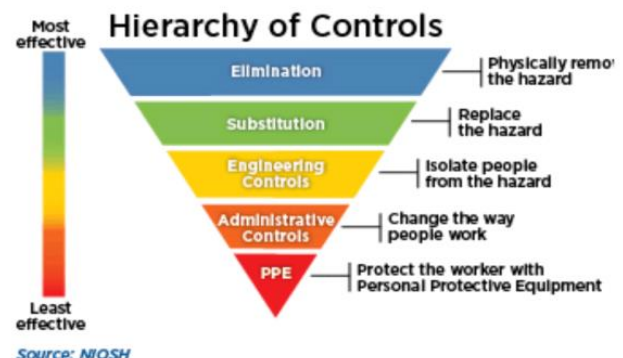 Hierarchy of Controls
Most
effective
Elimination
Physically
the hazard
Substitution
Replace
the hazard
Engineering
Controls
Isolate people
from the hazard
Administrative
Controls
Change the way
people work
PPE
Protect the worker with
Personal Protective Equipment
Least
effective
Source: NIOSH